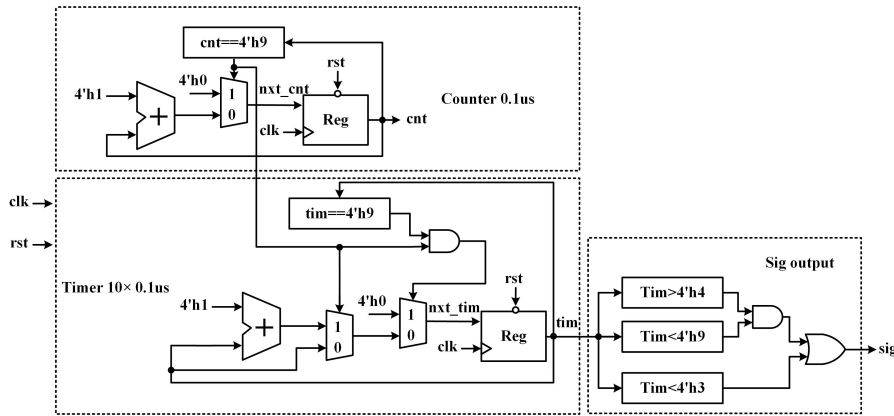 cnt==4'h9
rst
4'h1
4'h0
1
0
nxt_cnt
+
Reg
cnt
clk
Counter 0.1us
clk
rst
tim==4'h9
Timer 10× 0.1us
4'h1
4'h0
rst
+
1
0
1
0
nxt_tim
Reg
clk
tim
Sig output
Tim>4'h4
Tim<4'h9
Tim<4'h3
sig